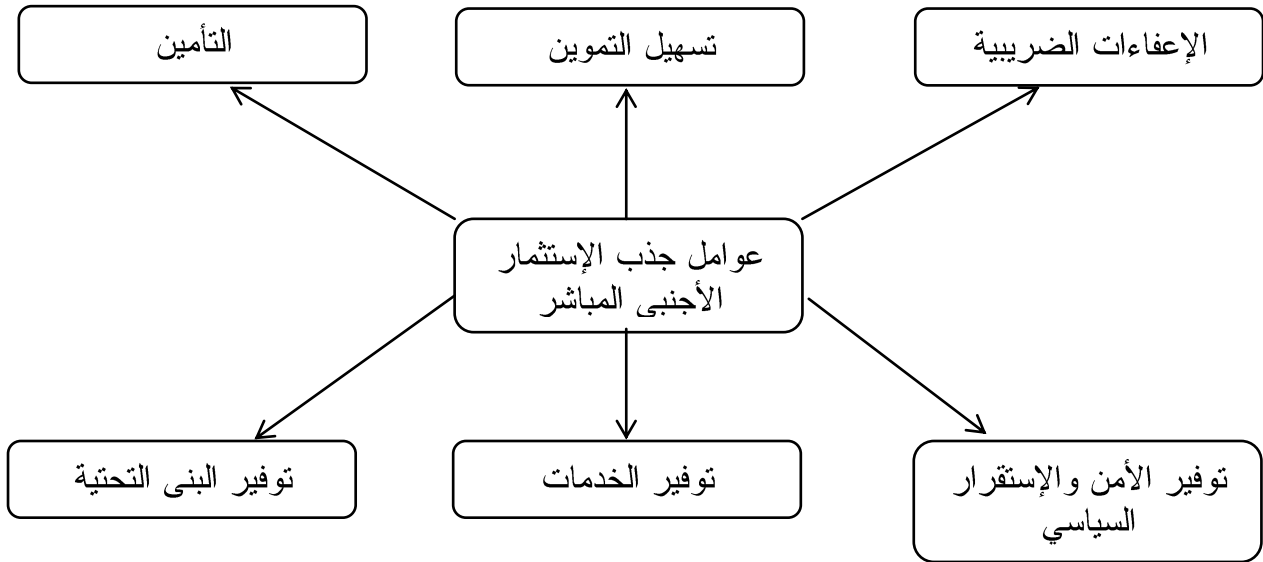 الإعفاءات الضريبية
تسهيل التموين
التأمين
عوامل جذب الإستثمار
الأجنبى المباشر
توفير الأمن والإستقرار
السياسي
توفير الخدمات
توفير البنى التحتية